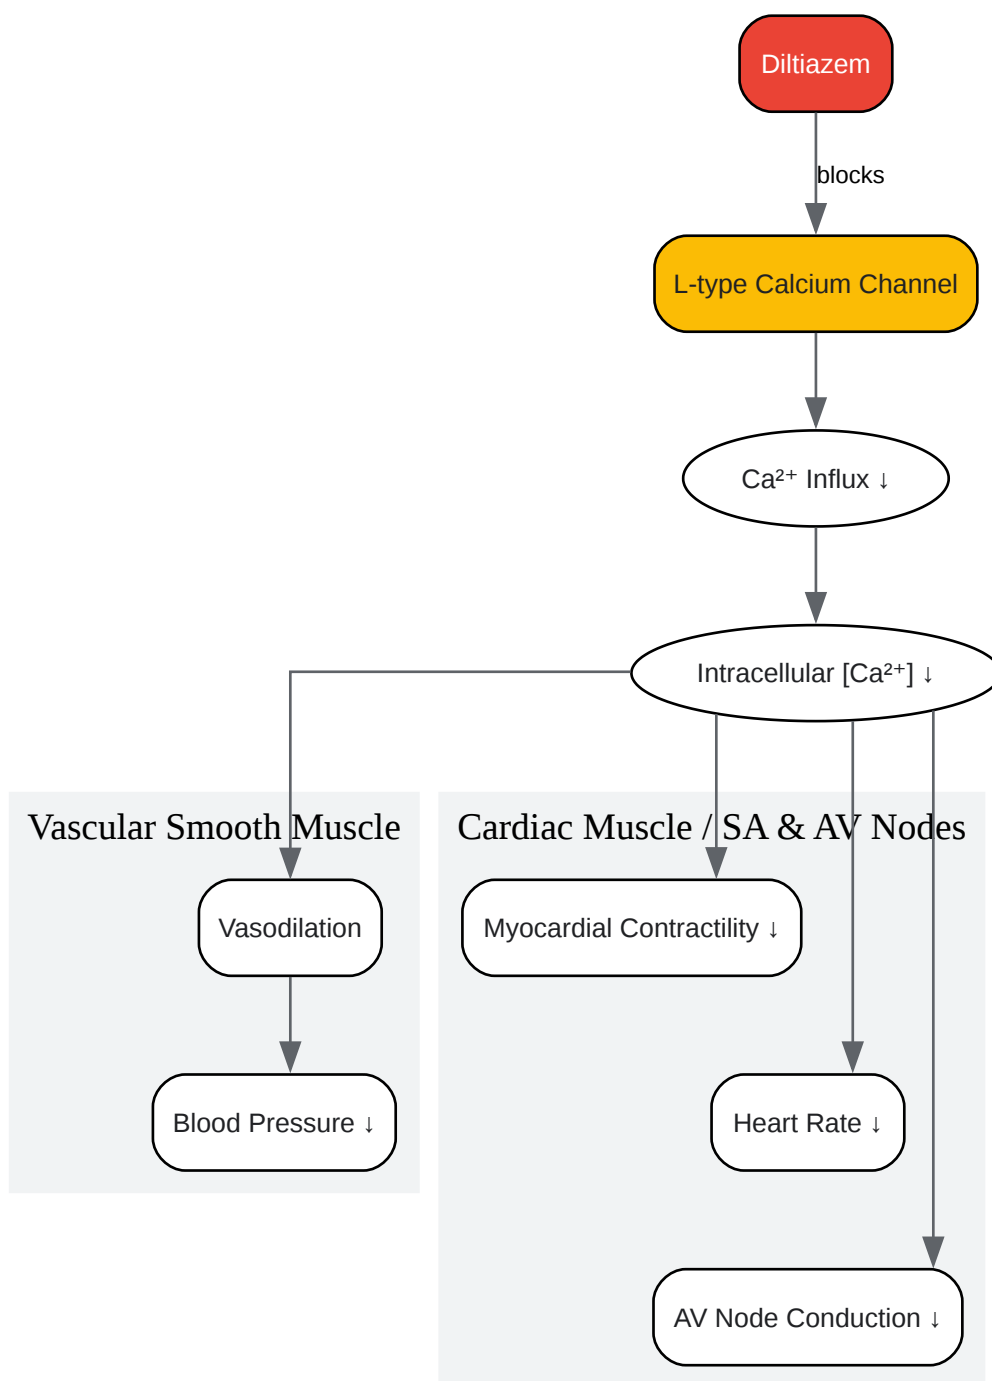 Diltiazem
blocks
L-type Calcium Channel
Ca²⁺ Influx ↓
Intracellular [Ca²⁺] ↓
Vascular Smooth Muscle
Vasodilation
Blood Pressure ↓
Cardiac Muscle / SA & AV Nodes
Myocardial Contractility ↓
Heart Rate ↓
AV Node Conduction ↓